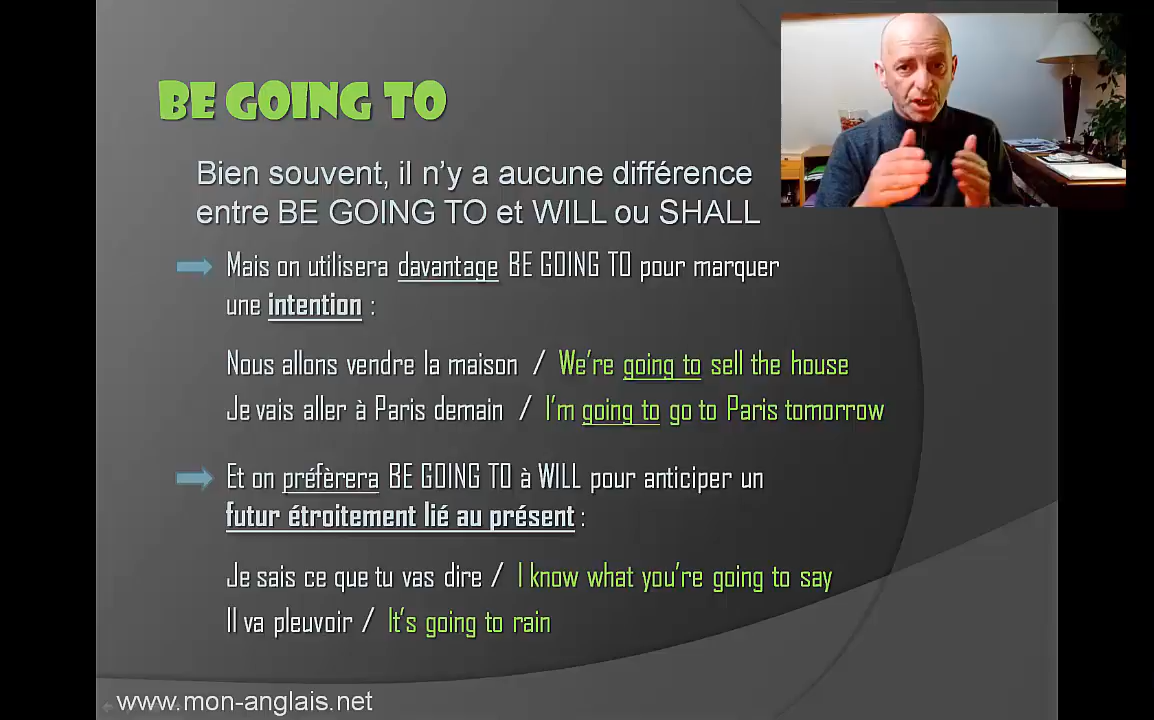 BE GOING TO
Bien souvent, il n'y a aucune différence
entre BE GOING TO et WILL ou SHALL
Mais on utilisera davantage BE GOING TO pour marquer
une intention :
Nous allons vendre la maison / We're going to sell the house
Je vais aller à Paris demain / I'm going to go to Paris tomorrow
Et on préfèrera BE GOING TO à WILL pour anticiper un
futur étroitement lié au présent :
Je sais ce que tu vas dire / I know what you're going to say
Il va pleuvoir / It's going to rain
www.mon-anglais.net